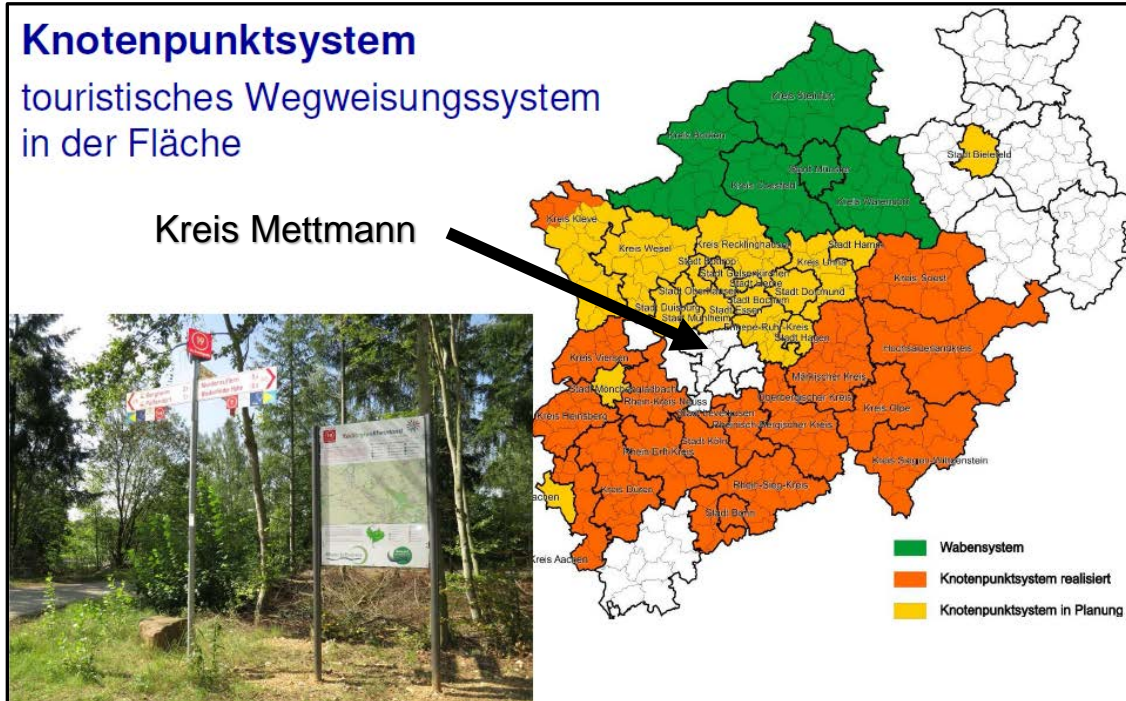 Knotenpunktsystem
touristisches Wegweisungssystem
in der Fläche
Kreis Mettmann
Kreis Steinfurt
Kreis Borken
Stadt Münster
Kreis Coesfeld
Kreis Warendorf
Stadt Bielefeld
Kreis Kleve
Kreis Wesel
Kreis Recklinghausen
Stadt Hamm
Stadt Bottrop
Kreis Unna
Stadt Gelsenkirchen
Stadt Herne
Kreis Soest
Stadt Oberhausen
Stadt Dortmund
Stadt Bochum
Stadt Duisburg
Stadt Essen
Stadt Mülheim
Ennepe-Ruhr-Kreis
Stadt Hagen
Hochsauerlandkreis
Kreis Viersen
Märkischer Kreis
Stadt Mönchengladbach
Rhein-Kreis Neuss
Oberbergischer Kreis
Kreis Olpe
Kreis Heinsberg
Stadt Leverkusen
Rheinisch-Bergischer Kreis
Stadt Köln
Rhein-Erft-Kreis
Kreis Siegen-Wittgenstein
Kreis Düren
Rhein-Sieg-Kreis
Stadt Bonn
Kreis Aachen
Wabensystem
Knotenpunktsystem realisiert
Knotenpunktsystem in Planung
19